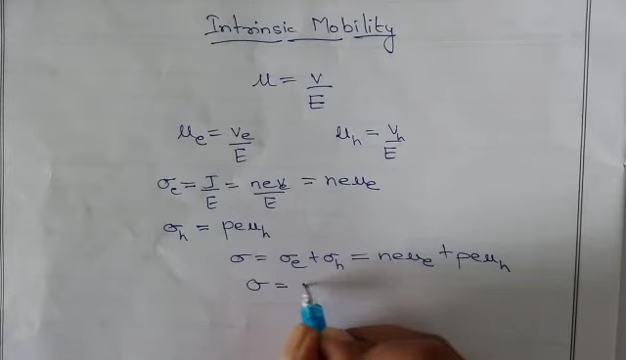 Intrinsic Mobility
μ = v/E
μe = ve/E μh = vh/E
σe = J/E = neve/E = neμe
σh = peμh
σ = σe + σh = neμe + peμh
σ =